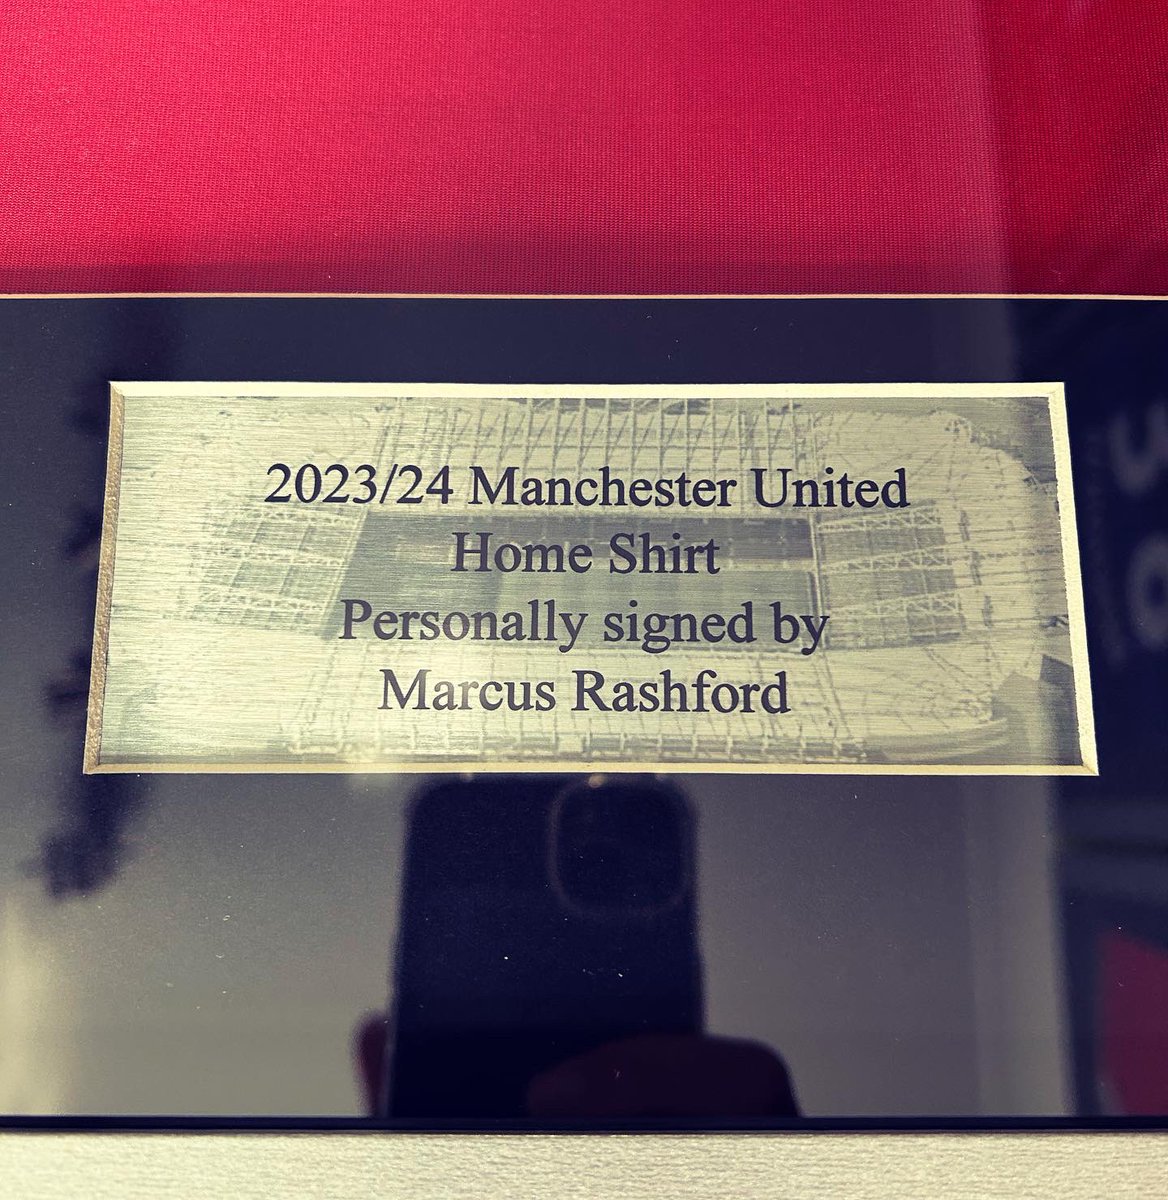 2023/24 Manchester United
Home Shirt
Personally signed by
Marcus Rashford